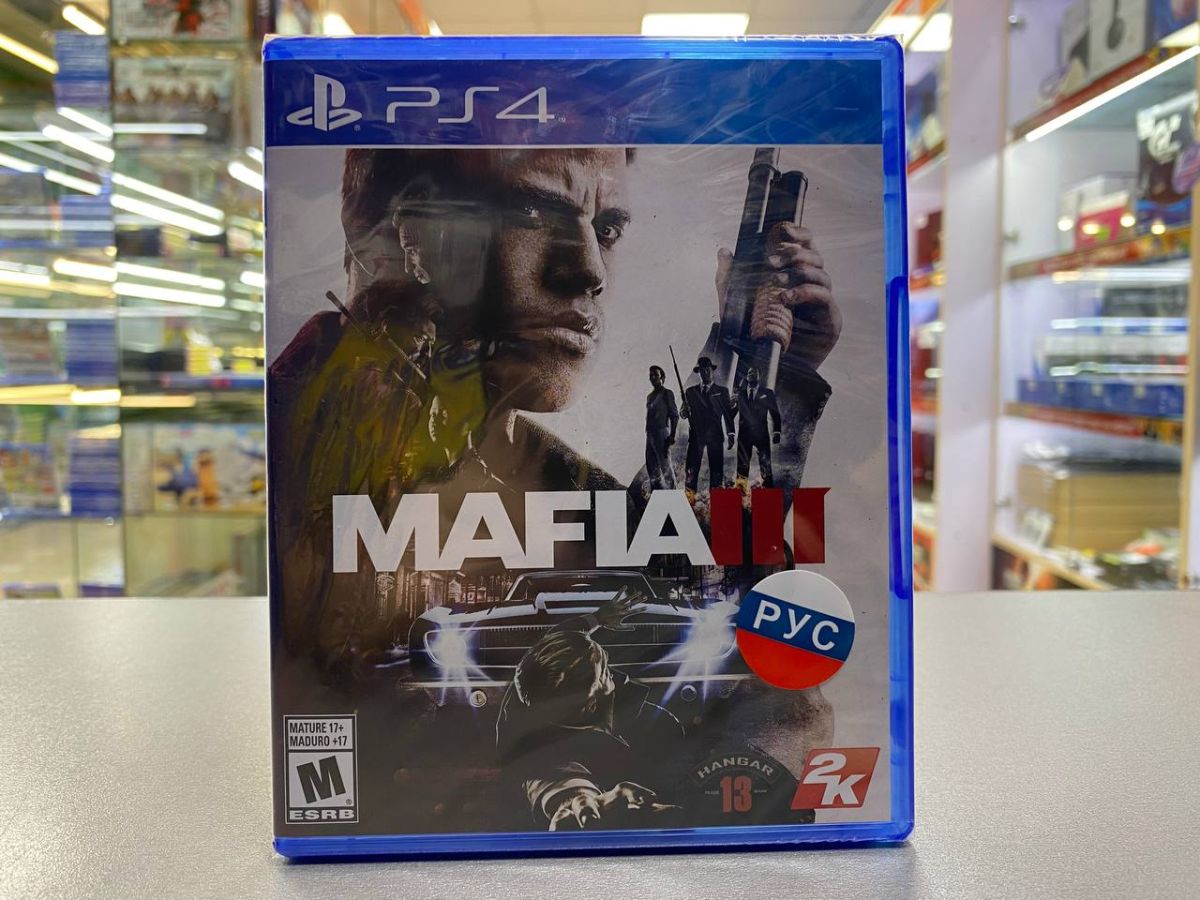 PS4
MAFIA III
РУС
MATURE 17+
MADURO +17
M
ESRB
HANGAR
13
2K